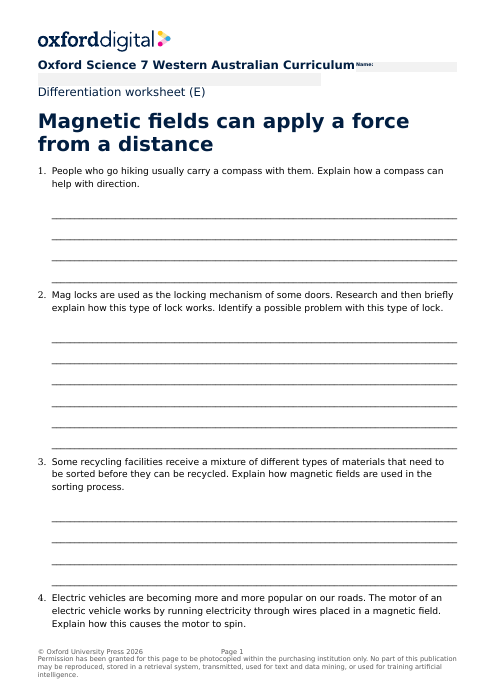 oxforddigital
Oxford Science 7 Western Australian Curriculum Name:
Differentiation worksheet (E)
Magnetic fields can apply a force
from a distance
1. People who go hiking usually carry a compass with them. Explain how a compass can
help with direction.
2. Mag locks are used as the locking mechanism of some doors. Research and then briefly
explain how this type of lock works. Identify a possible problem with this type of lock.
3. Some recycling facilities receive a mixture of different types of materials that need to
be sorted before they can be recycled. Explain how magnetic fields are used in the
sorting process.
4. Electric vehicles are becoming more and more popular on our roads. The motor of an
electric vehicle works by running electricity through wires placed in a magnetic field.
Explain how this causes the motor to spin.
© Oxford University Press 2026 Page 1
Permission has been granted for this page to be photocopied within the purchasing institution only. No part of this publication
may be reproduced, stored in a retrieval system, transmitted, used for text and data mining, or used for training artificial
intelligence.